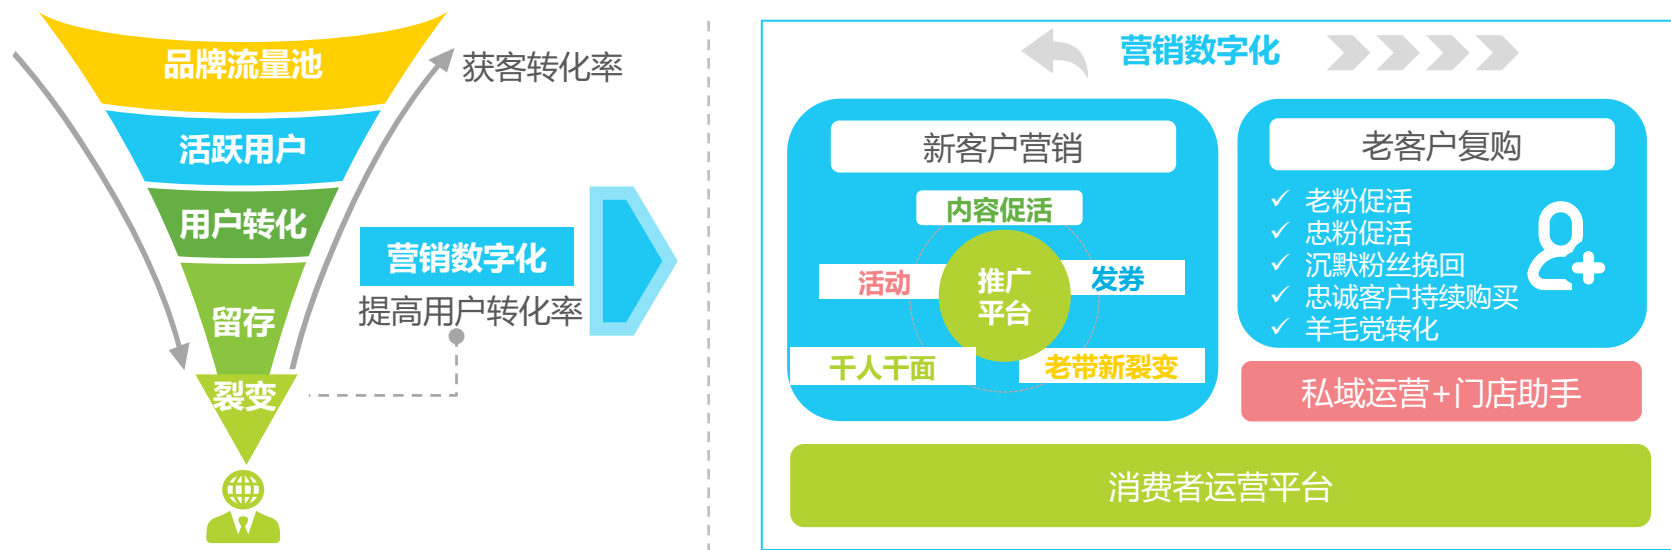 品牌流量池
获客转化率
活跃用户
用户转化
留存
裂变
营销数字化
提高用户转化率
营销数字化
新客户营销
内容促活
活动
推广
平台
发券
千人千面
老带新裂变
老客户复购
老粉促活
忠粉促活
沉默粉丝挽回
忠诚客户持续购买
羊毛党转化
私域运营+门店助手
消费者运营平台